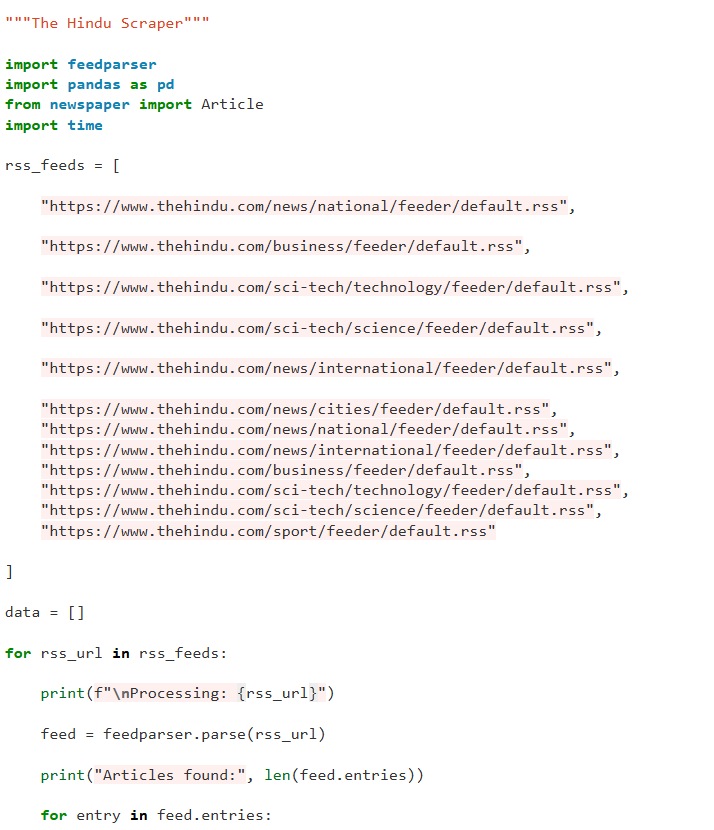 """The Hindu Scraper"""
import feedparser
import pandas as pd
from newspaper import Article
import time
rss_feeds = [
    "https://www.thehindu.com/news/national/feeder/default.rss",
    "https://www.thehindu.com/business/feeder/default.rss",
    "https://www.thehindu.com/sci-tech/technology/feeder/default.rss",
    "https://www.thehindu.com/sci-tech/science/feeder/default.rss",
    "https://www.thehindu.com/news/international/feeder/default.rss",
    "https://www.thehindu.com/news/cities/feeder/default.rss",
    "https://www.thehindu.com/news/national/feeder/default.rss",
    "https://www.thehindu.com/news/international/feeder/default.rss",
    "https://www.thehindu.com/business/feeder/default.rss",
    "https://www.thehindu.com/sci-tech/technology/feeder/default.rss",
    "https://www.thehindu.com/sci-tech/science/feeder/default.rss",
    "https://www.thehindu.com/sport/feeder/default.rss"
]
data = []
for rss_url in rss_feeds:
    print(f"\nProcessing: {rss_url}")
    feed = feedparser.parse(rss_url)
    print("Articles found:", len(feed.entries))
    for entry in feed.entries: